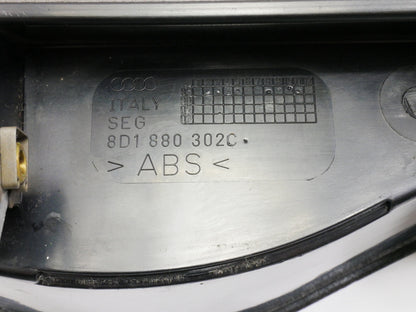 ITALY
SEG
8D1 880 302C
> ABS <